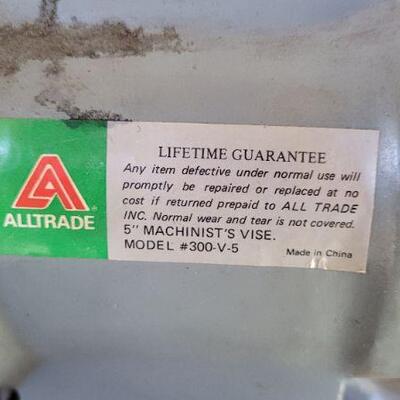 ALLTRADE
LIFETIME GUARANTEE
Any item defective under normal use will
promptly be repaired or replaced at no
cost if returned prepaid to ALL TRADE
INC. Normal wear and tear is not covered.
5" MACHINIST'S VISE.
MODEL #300-V-5 Made in China